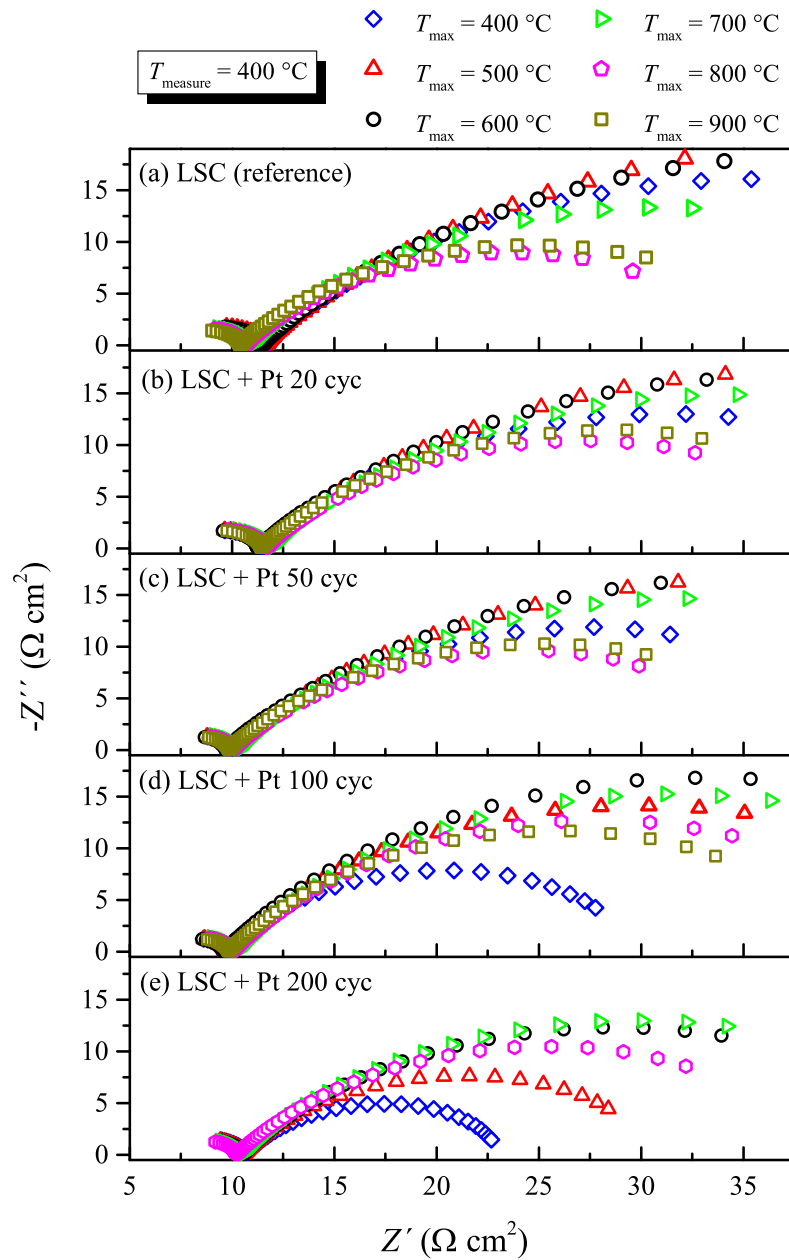 T_measure = 400 °C
T_max = 400 °C
T_max = 500 °C
T_max = 600 °C
T_max = 700 °C
T_max = 800 °C
T_max = 900 °C
(a) LSC (reference)
15
10
5
0
(b) LSC + Pt 20 cyc
15
10
5
0
(c) LSC + Pt 50 cyc
15
10
5
0
(d) LSC + Pt 100 cyc
15
10
5
0
(e) LSC + Pt 200 cyc
15
10
5
0
5 10 15 20 25 30 35
-Z´´ (Ω cm²)
Z´ (Ω cm²)